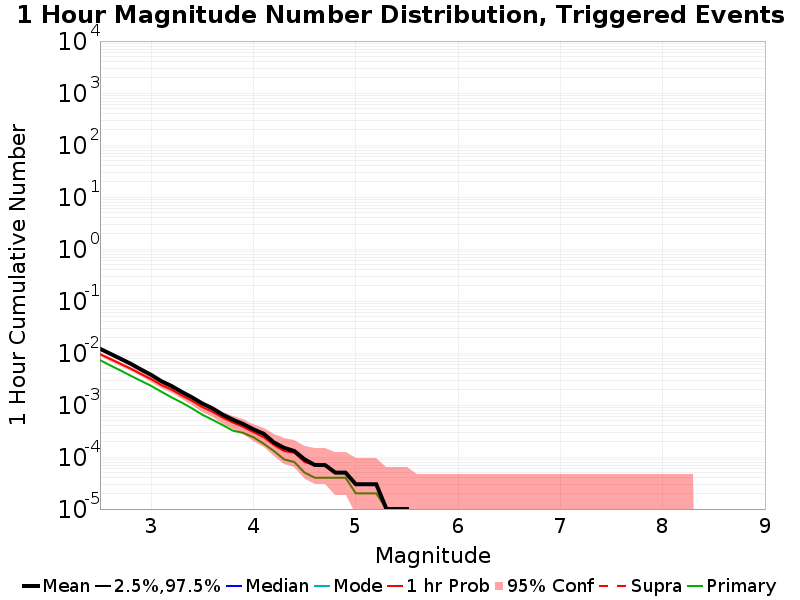 1 Hour Magnitude Number Distribution, Triggered Events
1 Hour Cumulative Number
10^4
10^3
10^2
10^1
10^0
10^-1
10^-2
10^-3
10^-4
10^-5
3 4 5 6 7 8 9
Magnitude
Mean 2.5%,97.5% Median Mode 1 hr Prob 95% Conf Supra Primary